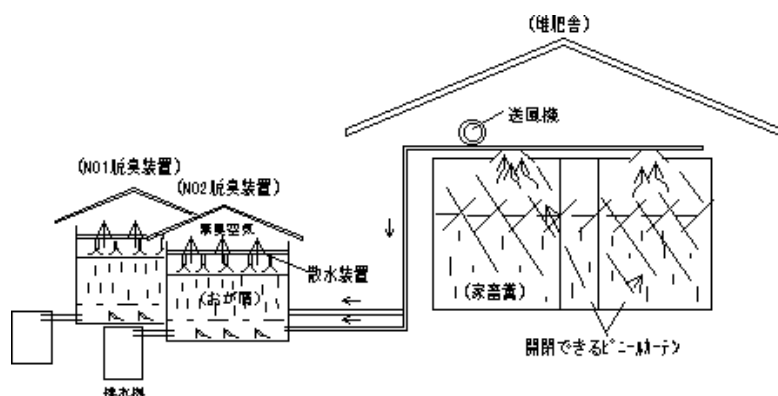 (堆肥舎)
送風機
(NO1脱臭装置)
(NO2脱臭装置)
無臭空気
散水装置
(おが屑)
(家畜糞)
開閉できるビニールカーテン